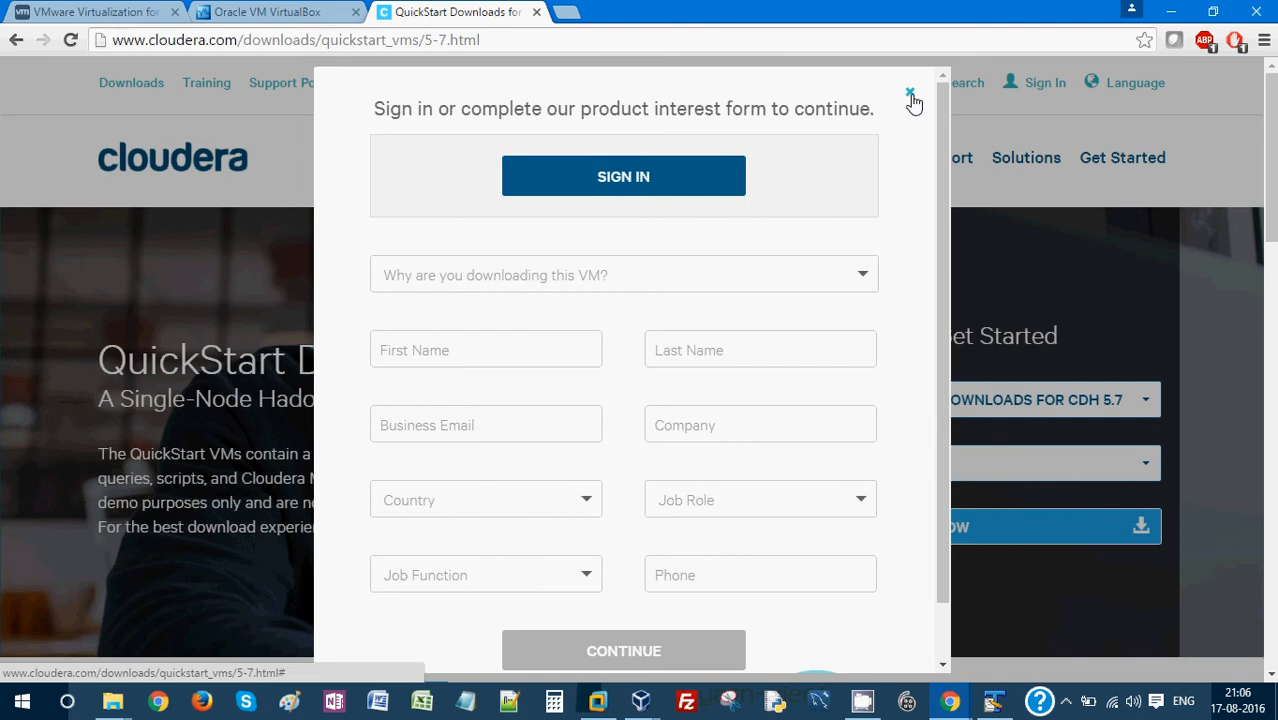 VMware Virtualization for
Oracle VM VirtualBox
QuickStart Downloads for
www.cloudera.com/downloads/quickstart_vms/5-7.html
Downloads
Training
Support Po
earch
Sign In
Language
Sign in or complete our product interest form to continue.
cloudera
ort
Solutions
Get Started
SIGN IN
Why are you downloading this VM?
First Name
Last Name
QuickStart D
et Started
A Single-Node Hado
OWNLOADS FOR CDH 5.7
Business Email
Company
The QuickStart VMs contain a
queries, scripts, and Cloudera M
demo purposes only and are no
For the best download experien
Country
Job Role
OW
Job Function
Phone
CONTINUE
www.cloudera.com/downloads/quickstart_vms/5-7.html#
ENG
21:06
17-08-2016